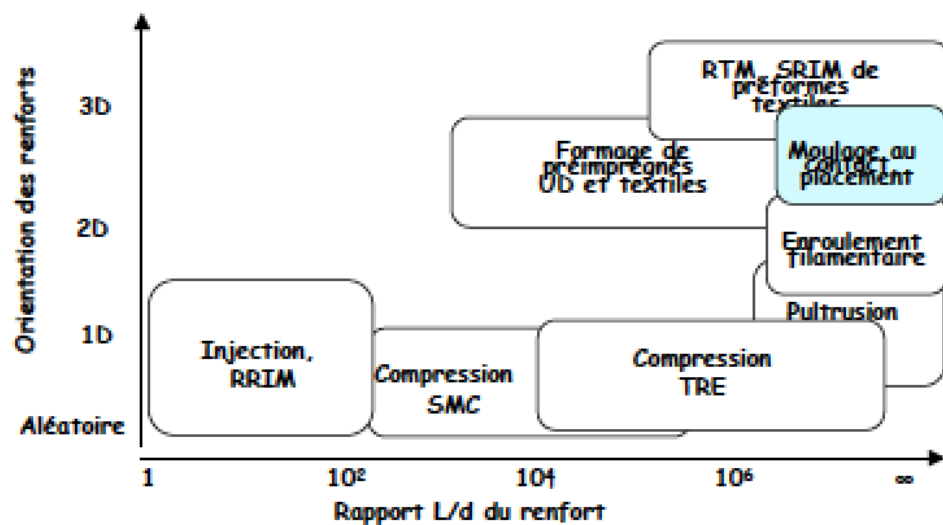 Orientation des renforts
3D
2D
1D
Aléatoire
RTM, SRIM de
préformes
textiles
Formage de
préimprégnés
UD et textiles
Moulage au
contact,
placement
Enroulement
filamentaire
Pultrusion
Injection,
RRIM
Compression
SMC
Compression
TRE
1
10²
10⁴
10⁶
∞
Rapport L/d du renfort